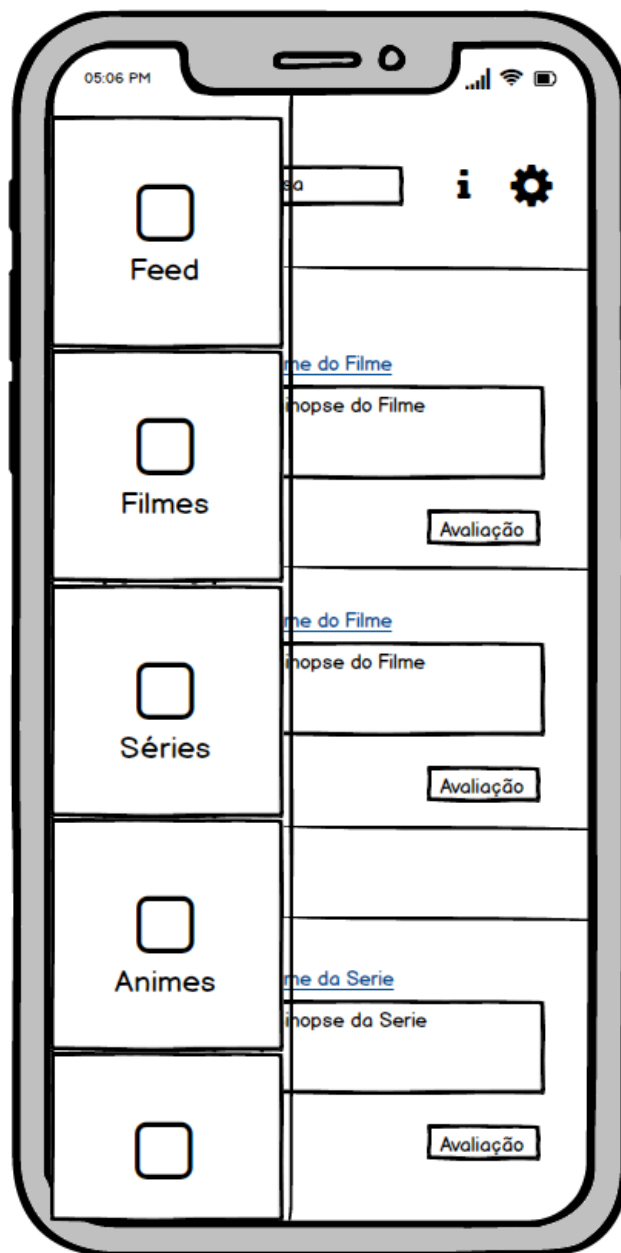 05:06 PM
sa
i
Feed
me do Filme
inopse do Filme
Filmes
Avaliação
me do Filme
inopse do Filme
Séries
Avaliação
Animes
me da Serie
inopse da Serie
Avaliação